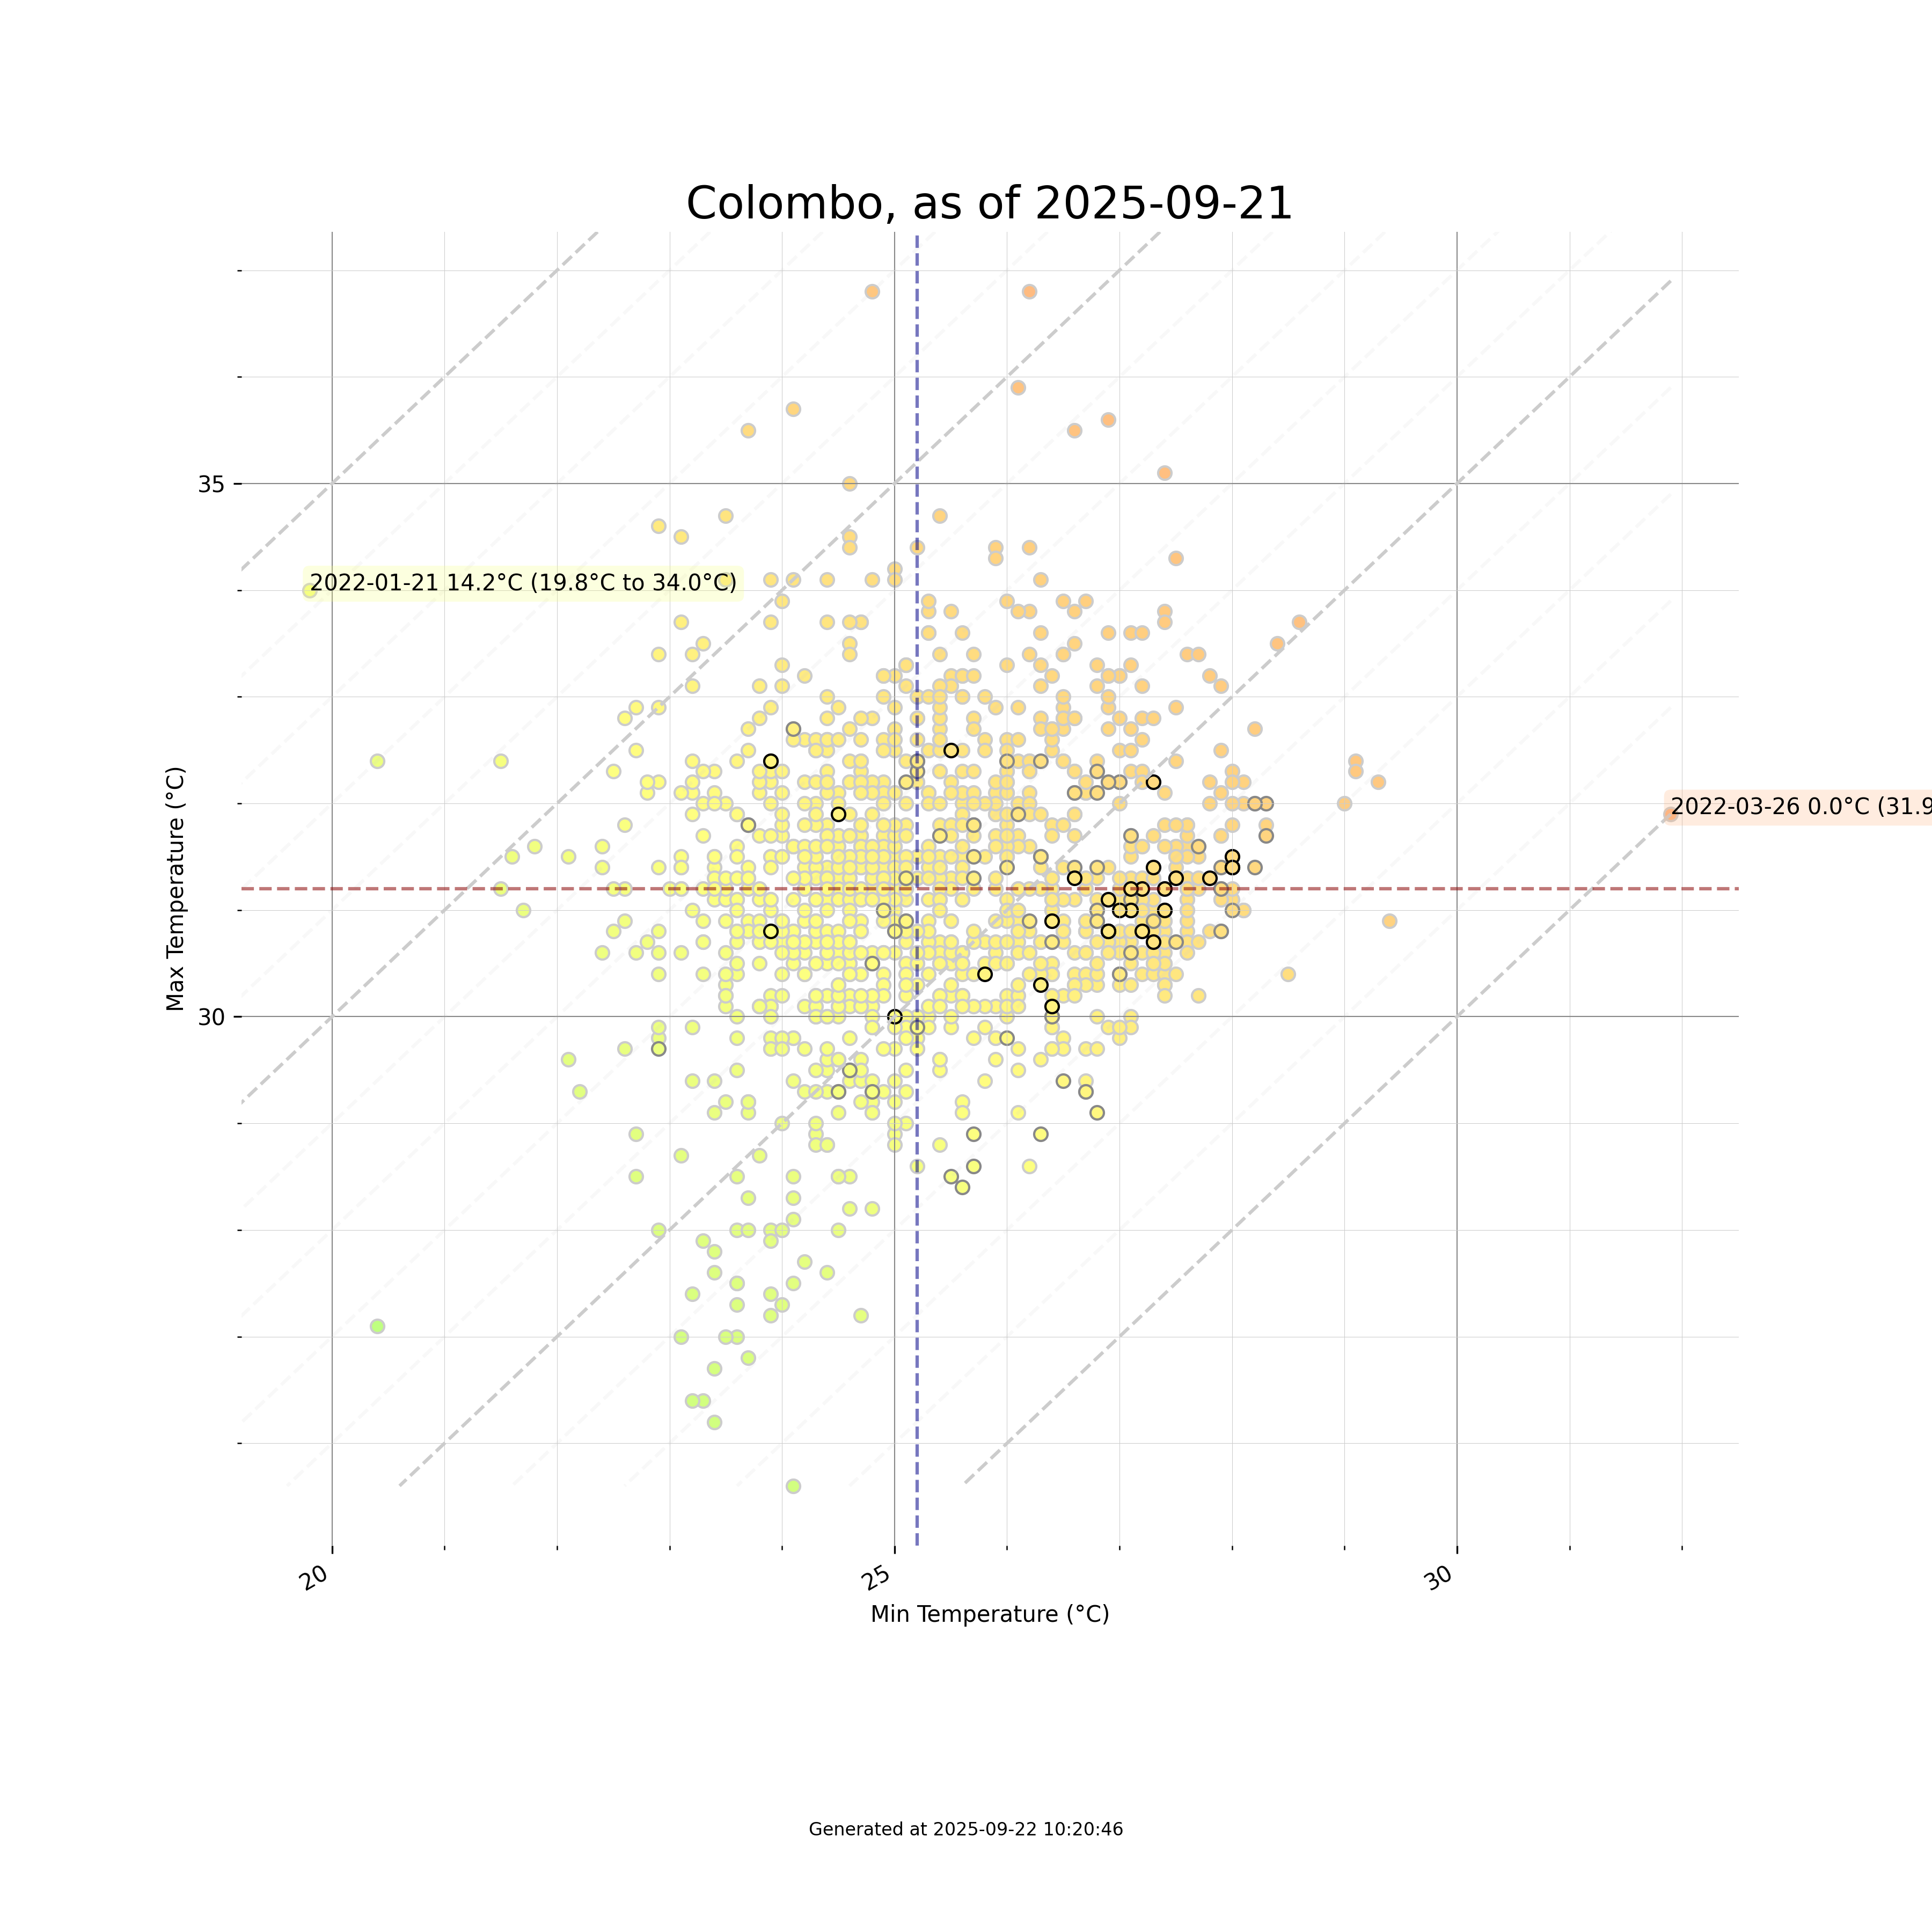 Colombo, as of 2025-09-21
35
2022-01-21 14.2°C (19.8°C to 34.0°C)
2022-03-26 0.0°C (31.9
Max Temperature (°C)
30
20
25
30
Min Temperature (°C)
Generated at 2025-09-22 10:20:46